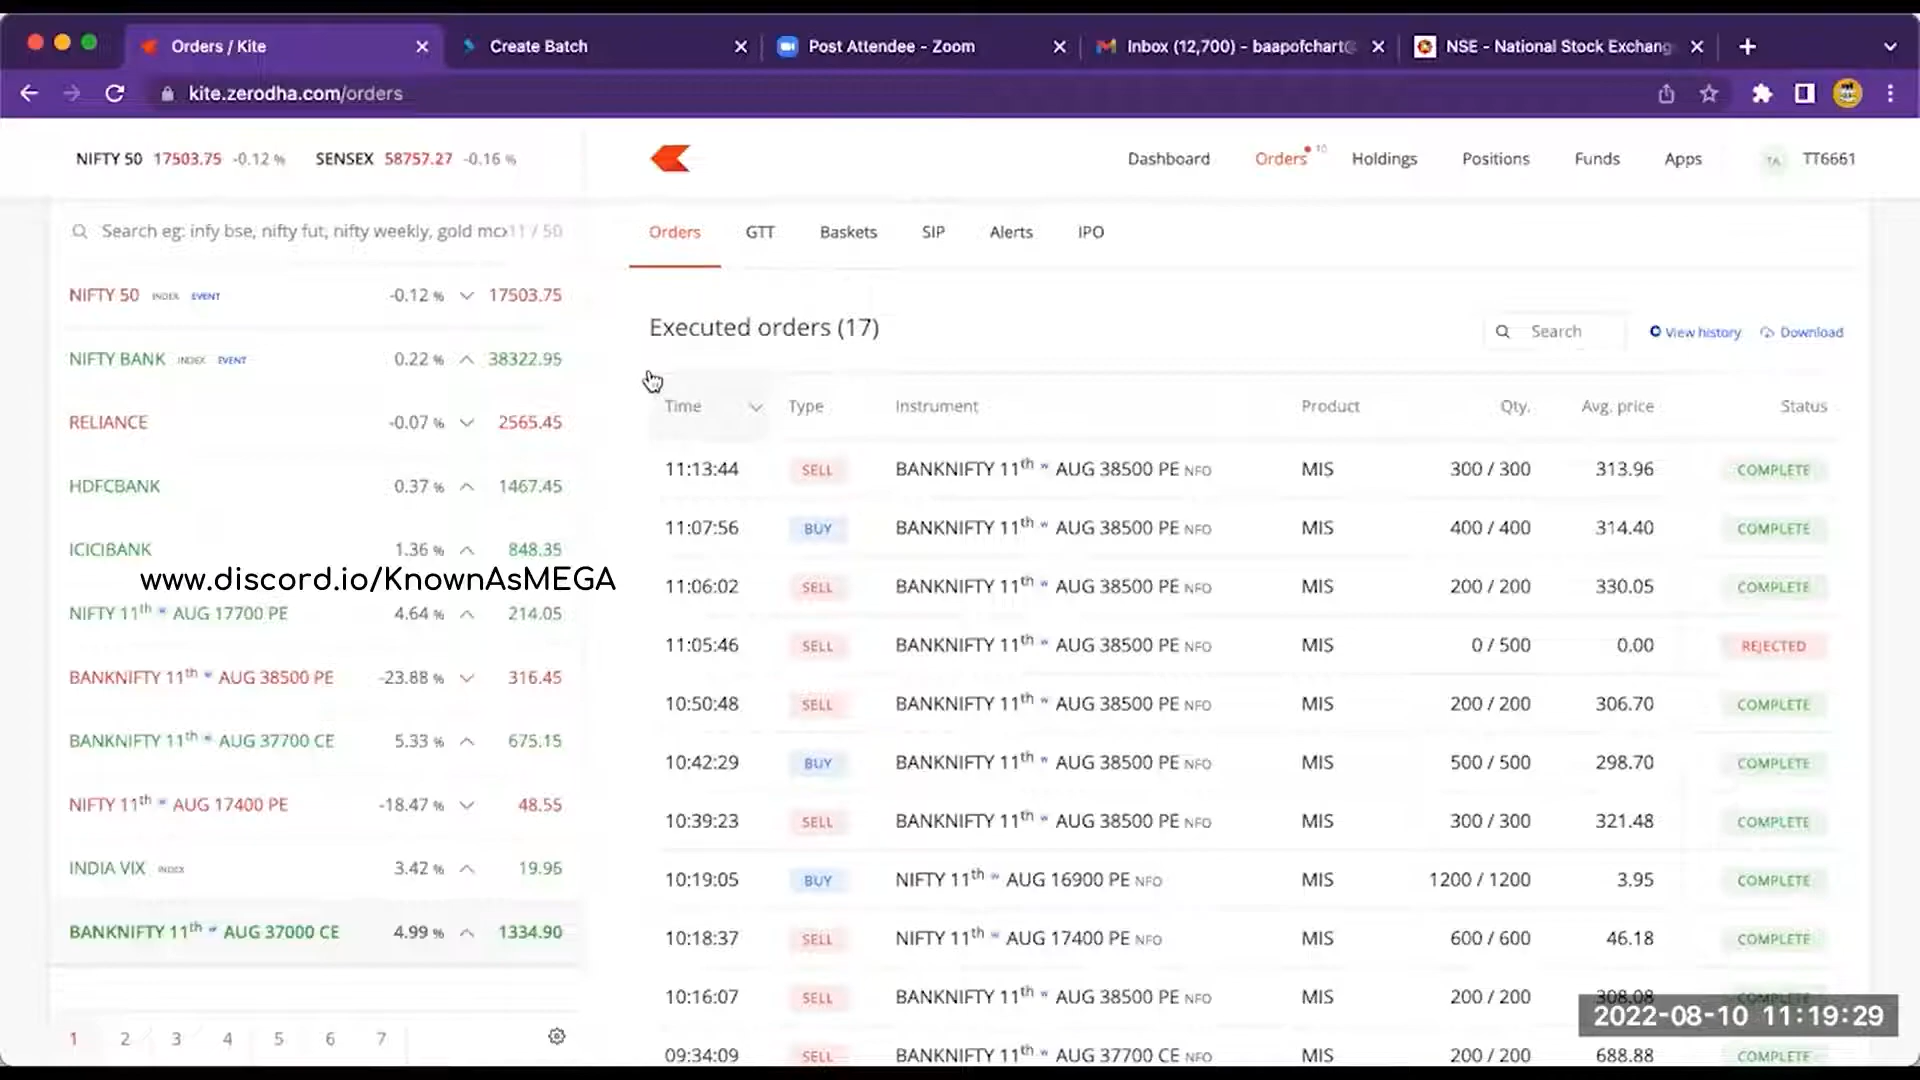 Orders / Kite
Create Batch
Post Attendee - Zoom
Inbox (12,700) - baapofchart@
NSE - National Stock Exchang
kite.zerodha.com/orders
NIFTY 50 17503.75 -0.12 % SENSEX 58757.27 -0.16 %
Dashboard Orders 10 Holdings Positions Funds Apps TA TT6661
Search eg: infy bse, nifty fut, nifty weekly, gold mcx 11 / 50
NIFTY 50 INDEX EVENT -0.12 % 17503.75
NIFTY BANK INDEX EVENT 0.22 % 38322.95
RELIANCE -0.07 % 2565.45
HDFCBANK 0.37 % 1467.45
ICICIBANK 1.36 % 848.35
www.discord.io/KnownAsMEGA
NIFTY 11th w AUG 17700 PE 4.64 % 214.05
BANKNIFTY 11th w AUG 38500 PE -23.88 % 316.45
BANKNIFTY 11th w AUG 37700 CE 5.33 % 675.15
NIFTY 11th w AUG 17400 PE -18.47 % 48.55
INDIA VIX INDEX 3.42 % 19.95
BANKNIFTY 11th w AUG 37000 CE 4.99 % 1334.90
1 2 3 4 5 6 7
Orders GTT Baskets SIP Alerts IPO
Executed orders (17)
Search View history Download
Time Type Instrument Product Qty. Avg. price Status
11:13:44 SELL BANKNIFTY 11th w AUG 38500 PE NFO MIS 300 / 300 313.96 COMPLETE
11:07:56 BUY BANKNIFTY 11th w AUG 38500 PE NFO MIS 400 / 400 314.40 COMPLETE
11:06:02 SELL BANKNIFTY 11th w AUG 38500 PE NFO MIS 200 / 200 330.05 COMPLETE
11:05:46 SELL BANKNIFTY 11th w AUG 38500 PE NFO MIS 0 / 500 0.00 REJECTED
10:50:48 SELL BANKNIFTY 11th w AUG 38500 PE NFO MIS 200 / 200 306.70 COMPLETE
10:42:29 BUY BANKNIFTY 11th w AUG 38500 PE NFO MIS 500 / 500 298.70 COMPLETE
10:39:23 SELL BANKNIFTY 11th w AUG 38500 PE NFO MIS 300 / 300 321.48 COMPLETE
10:19:05 BUY NIFTY 11th w AUG 16900 PE NFO MIS 1200 / 1200 3.95 COMPLETE
10:18:37 SELL NIFTY 11th w AUG 17400 PE NFO MIS 600 / 600 46.18 COMPLETE
10:16:07 SELL BANKNIFTY 11th w AUG 38500 PE NFO MIS 200 / 200 308.08 COMPLETE
09:34:09 SELL BANKNIFTY 11th w AUG 37700 CE NFO MIS 200 / 200 688.88 COMPLETE
2022-08-10 11:19:29